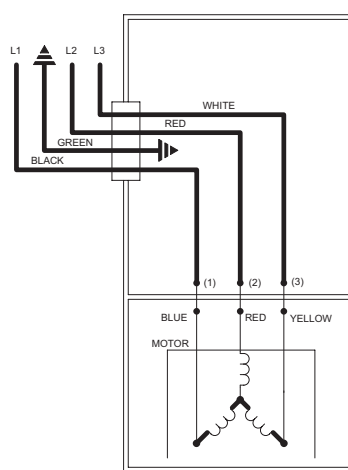 L1 L2 L3
WHITE
RED
GREEN
BLACK
(1) (2) (3)
BLUE RED YELLOW
MOTOR